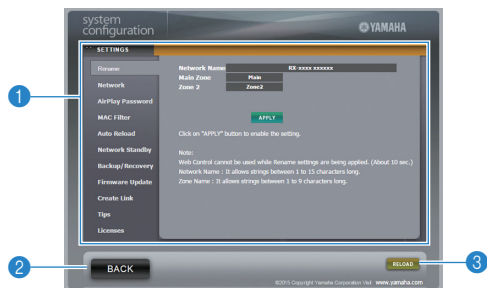 system
configuration
YAMAHA
SETTINGS
Rename
Network
AirPlay Password
MAC Filter
Auto Reload
Network Standby
Backup/Recovery
Firmware Update
Create Link
Tips
Licenses
Network Name RX-xxxx xxxxxx
Main Zone Main
Zone 2 Zone2
APPLY
Click on "APPLY" button to enable the setting.
Note:
Web Control cannot be used while Rename settings are being applied. (About 10 sec.)
Network Name : It allows strings between 1 to 15 characters long.
Zone Name : It allows strings between 1 to 9 characters long.
1
2
BACK
RELOAD
3
©2015 Copyright Yamaha Corporation Visit www.yamaha.com